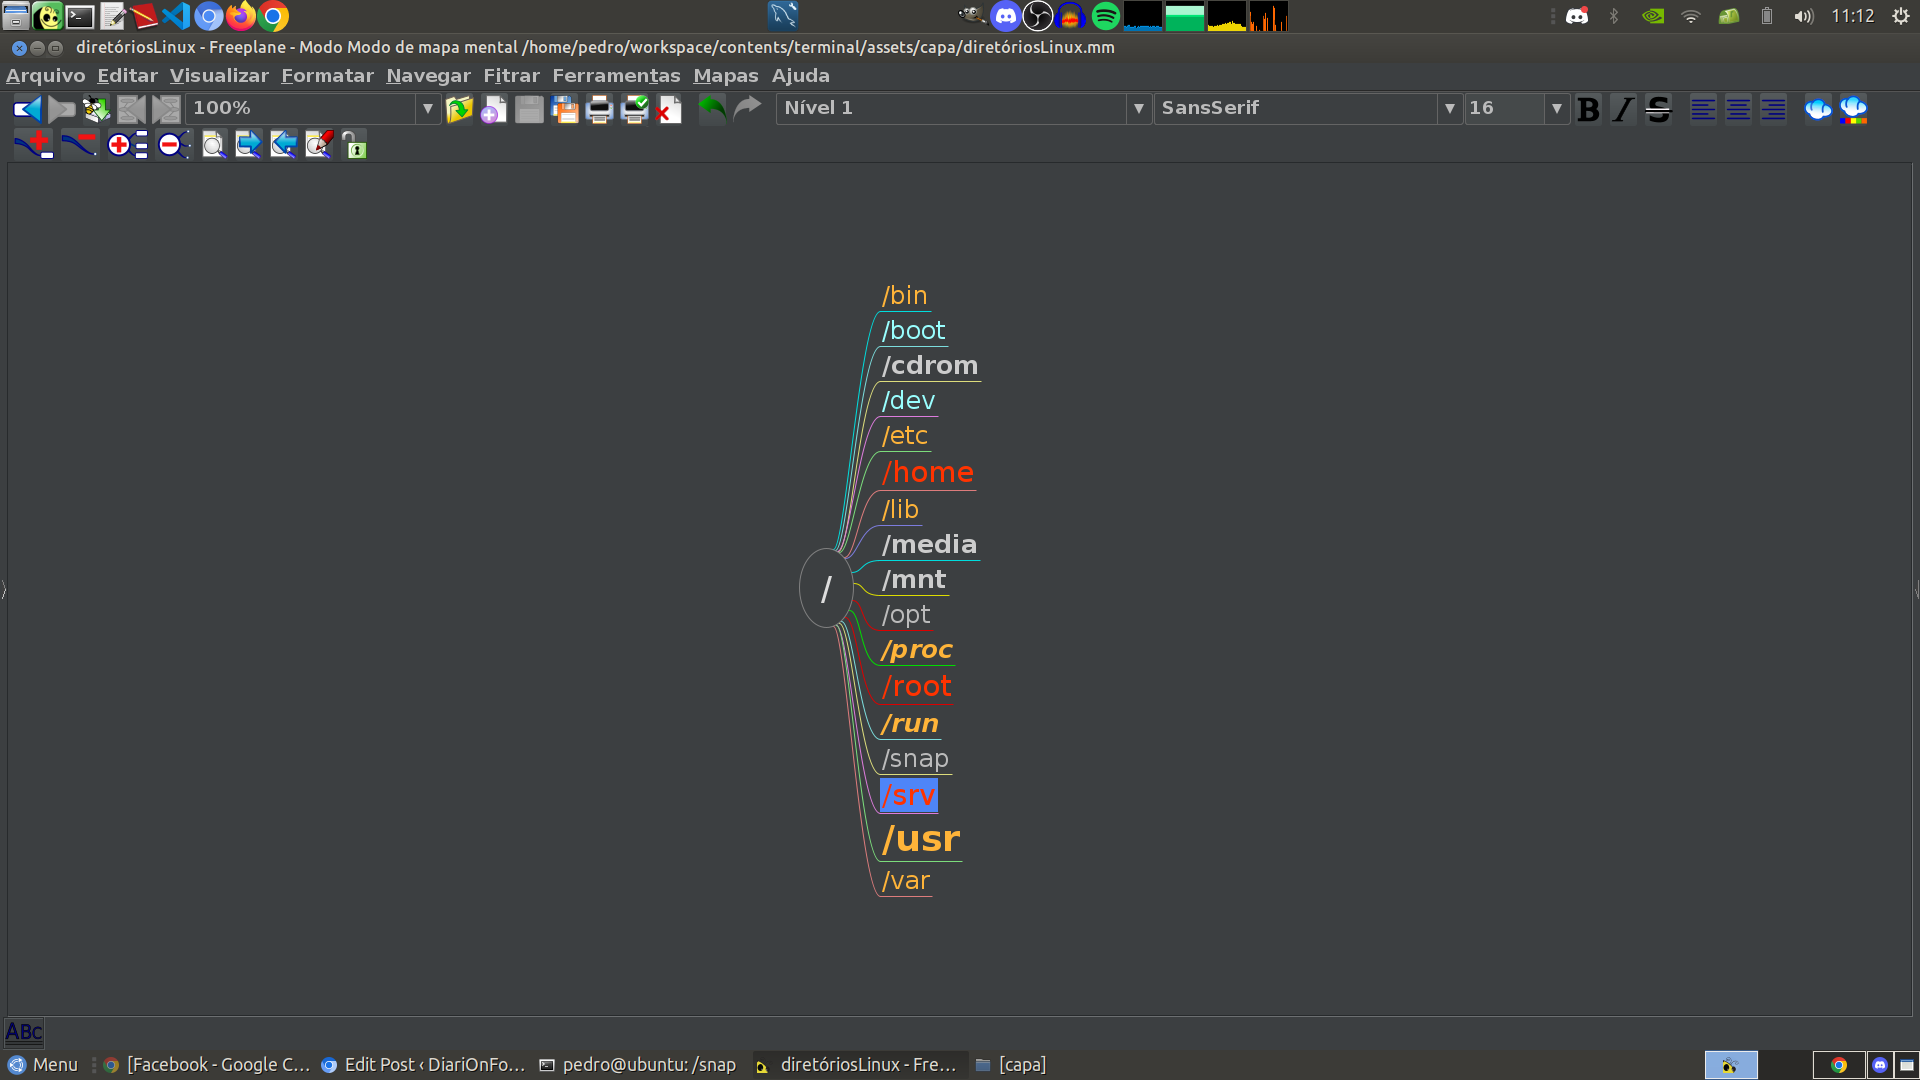 11:12
diretóriosLinux - Freeplane - Modo Modo de mapa mental /home/pedro/workspace/contents/terminal/assets/capa/diretóriosLinux.mm
Arquivo Editar Visualizar Formatar Navegar Fitrar Ferramentas Mapas Ajuda
100% Nível 1 SansSerif 16 B I S
/bin
/boot
/cdrom
/dev
/etc
/home
/lib
/media
/
/mnt
/opt
/proc
/root
/run
/snap
/srv
/usr
/var
ABC
Menu [Facebook - Google C... Edit Post ‹ DiariOnFo... pedro@ubuntu: /snap diretóriosLinux - Fre... [capa]